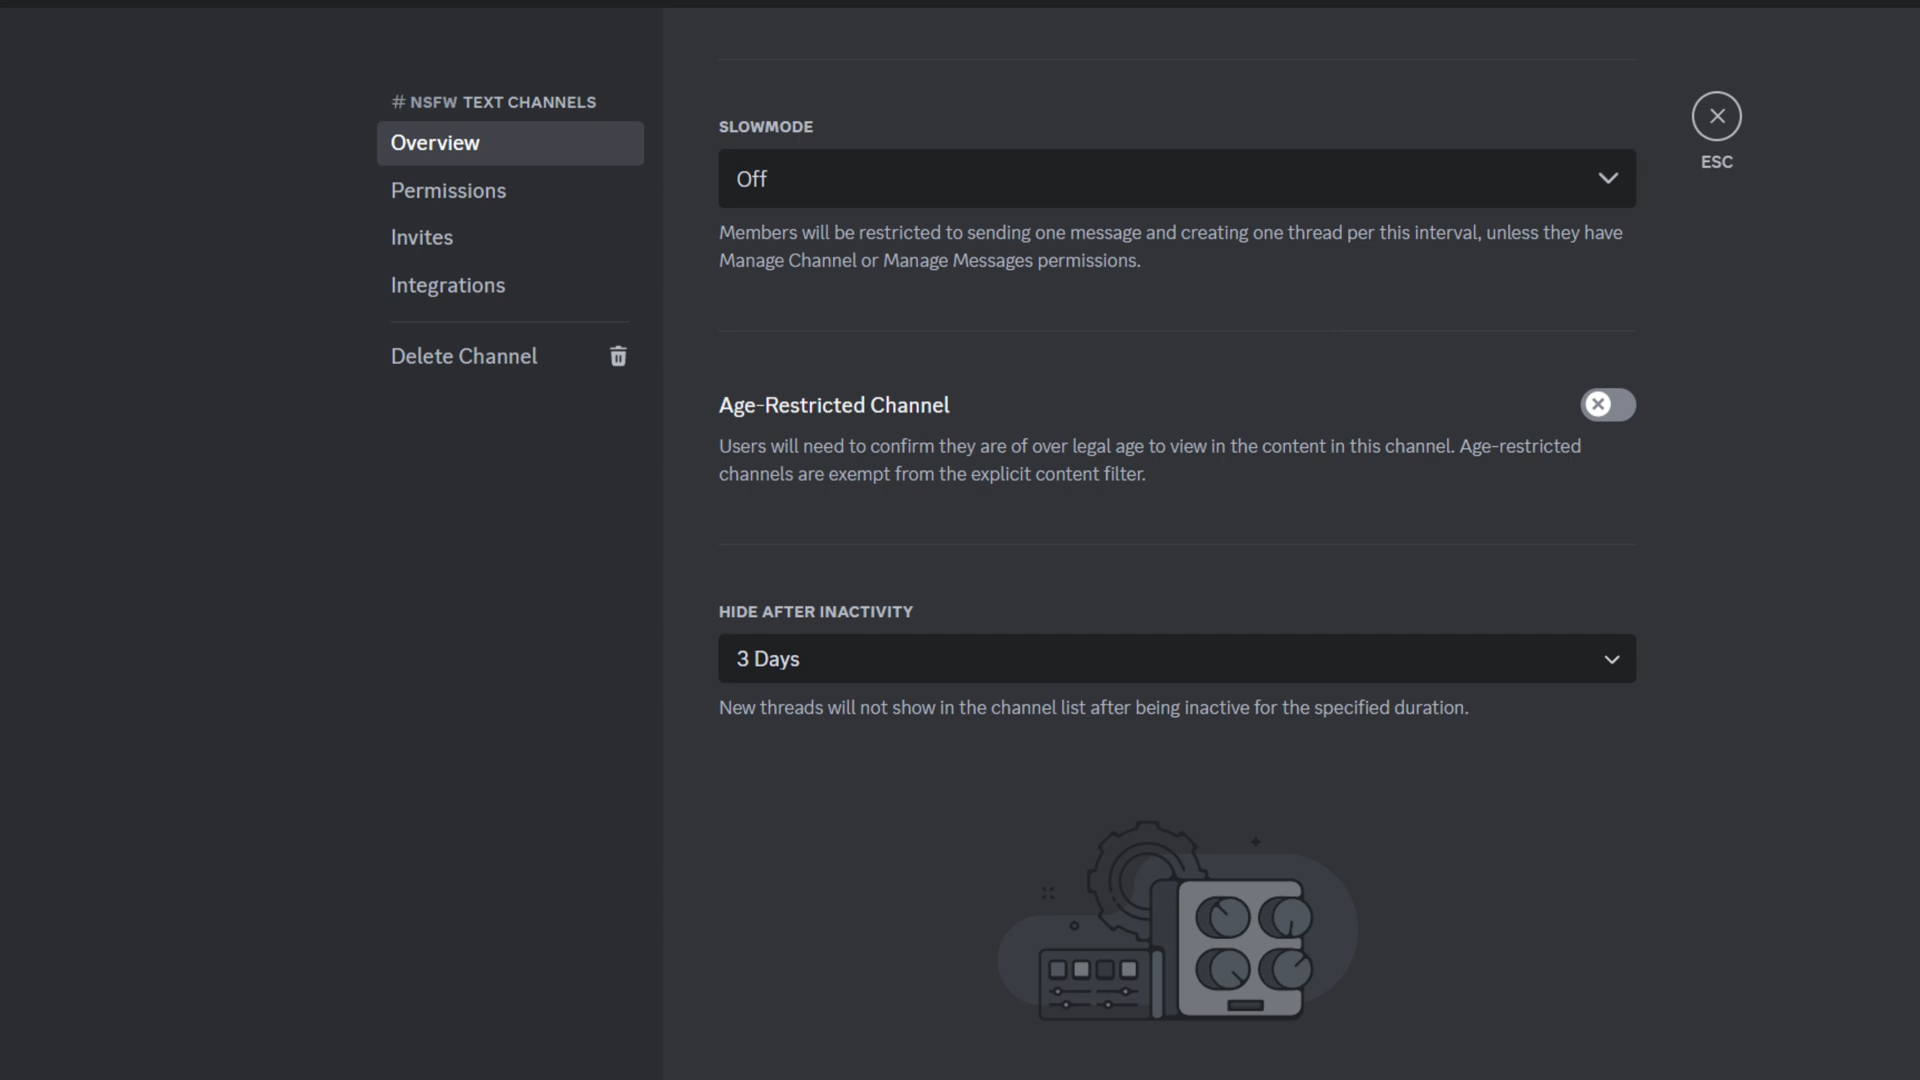 # NSFW TEXT CHANNELS
Overview
Permissions
Invites
Integrations
Delete Channel
SLOWMODE
Off
Members will be restricted to sending one message and creating one thread per this interval, unless they have
Manage Channel or Manage Messages permissions.
Age-Restricted Channel
Users will need to confirm they are of over legal age to view in the content in this channel. Age-restricted
channels are exempt from the explicit content filter.
HIDE AFTER INACTIVITY
3 Days
New threads will not show in the channel list after being inactive for the specified duration.
ESC